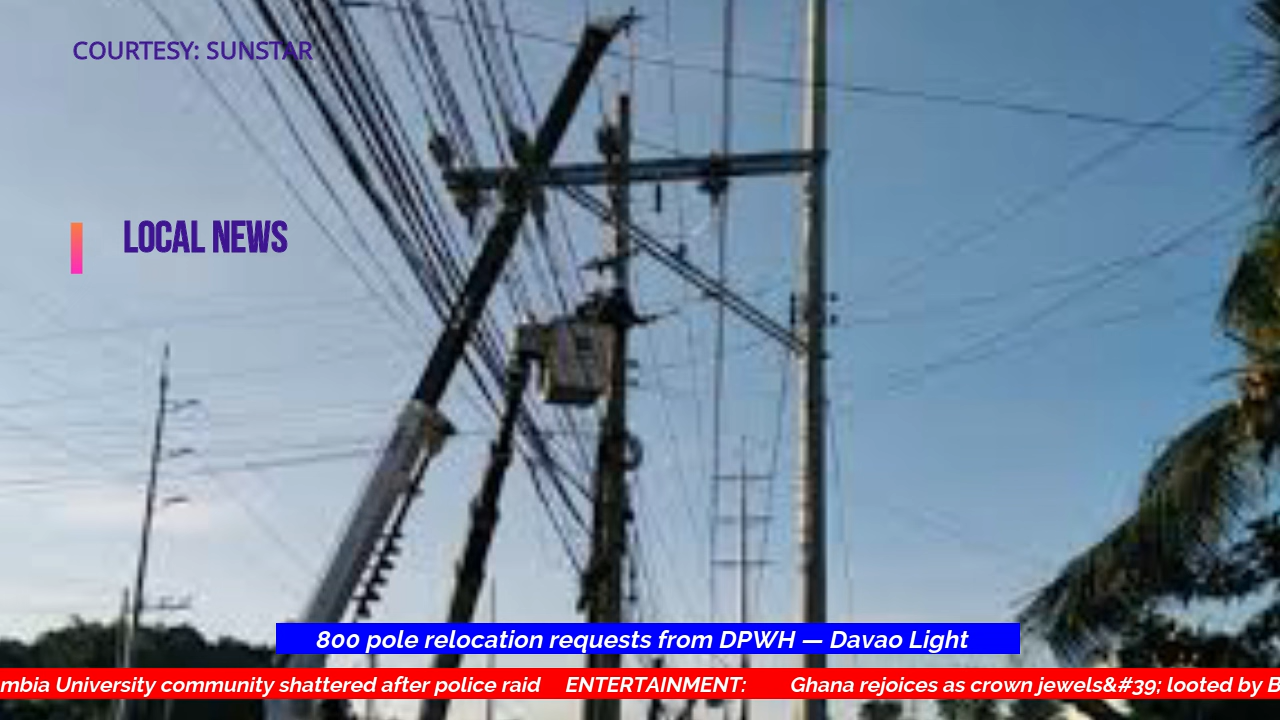 COURTESY: SUNSTAR
LOCAL NEWS
800 pole relocation requests from DPWH — Davao Light
mbia University community shattered after police raid ENTERTAINMENT: Ghana rejoices as crown jewels&#39; looted by B